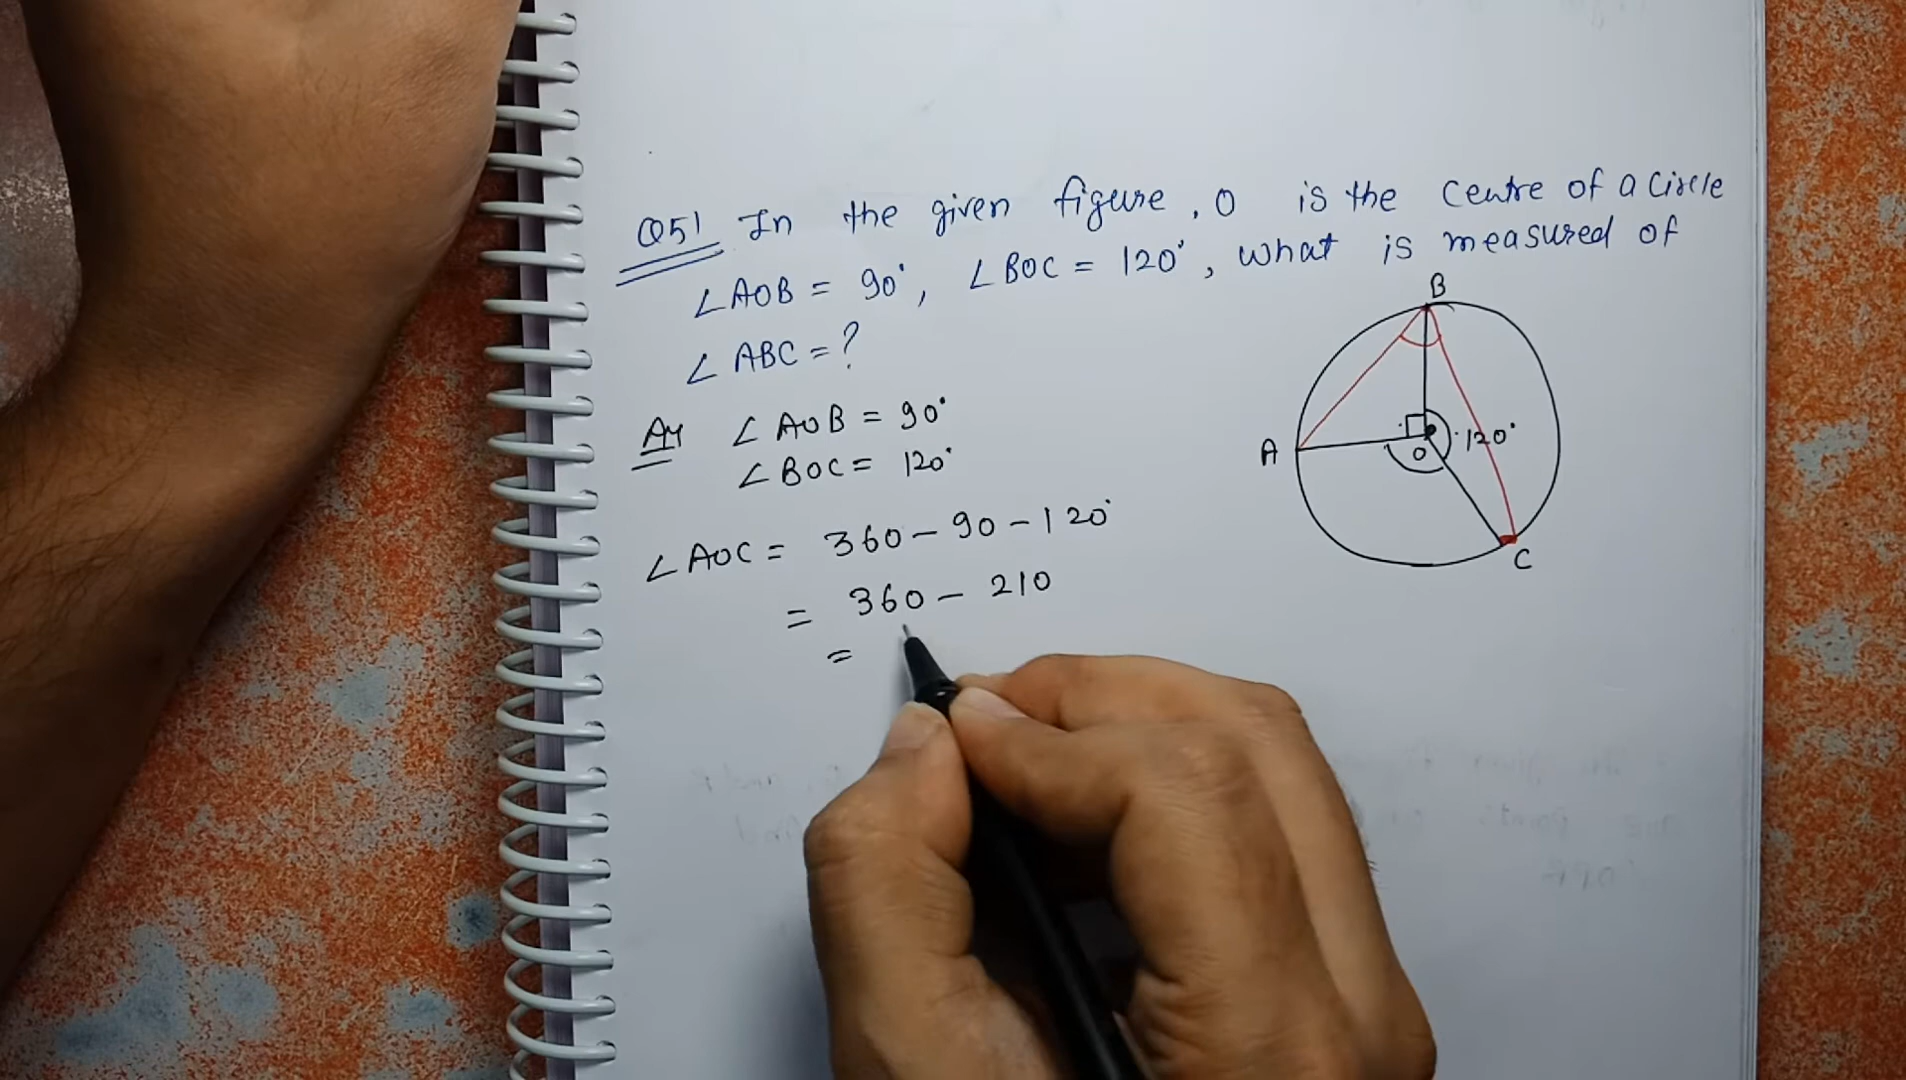 Q51 In the given figure, O is the centre of a circle
∠AOB = 90°, ∠BOC = 120°, what is measured of
∠ABC = ?
B
A
O
120°
C
∠AOB = 90°
∠BOC = 120°
∠AOC = 360 - 90 - 120°
= 360 - 210
=